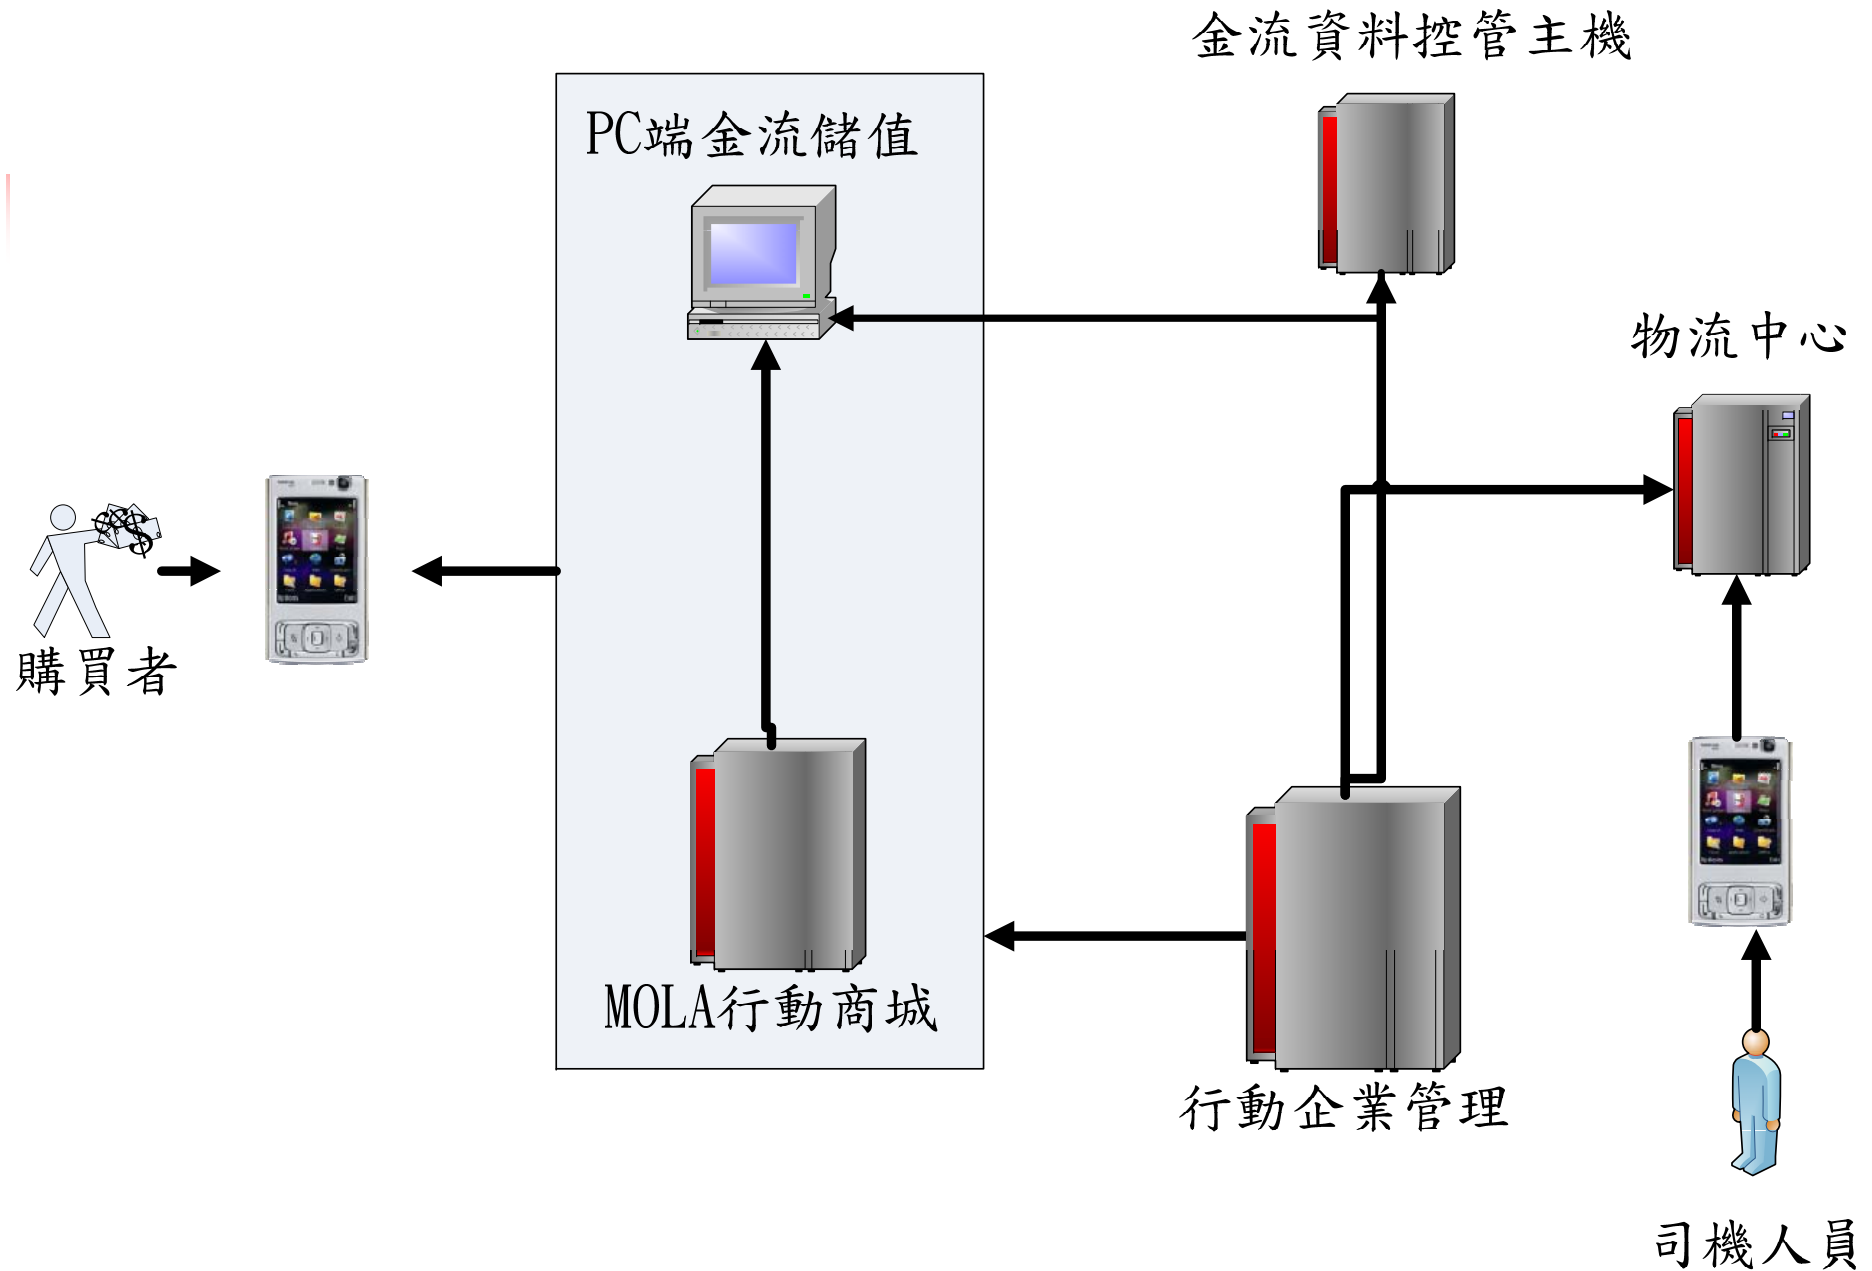 金流資料控管主機
PC端金流儲值
物流中心
購買者
MOLA行動商城
行動企業管理
司機人員